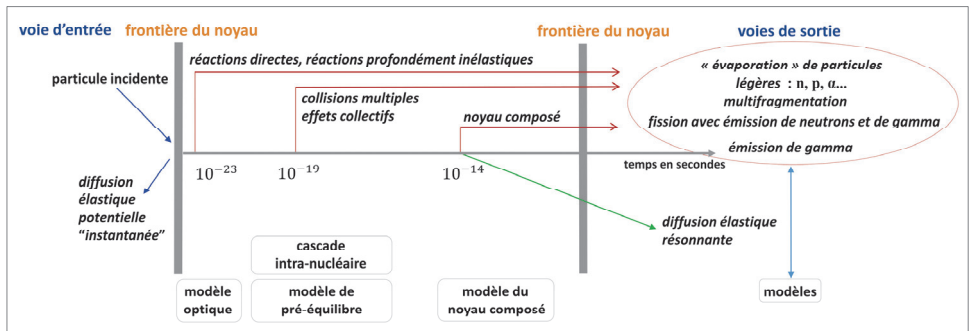 voie d'entrée
frontière du noyau
frontière du noyau
voies de sortie
particule incidente
réactions directes, réactions profondément inélastiques
collisions multiples
effets collectifs
noyau composé
« évaporation » de particules
légères : n, p, α...
multifragmentation
fission avec émission de neutrons et de gamma
émission de gamma
temps en secondes
10⁻²³
10⁻¹⁹
10⁻¹⁴
diffusion
élastique
potentielle
"instantanée"
diffusion élastique
résonnante
cascade
intra-nucléaire
modèle
optique
modèle de
pré-équilibre
modèle du
noyau composé
modèles